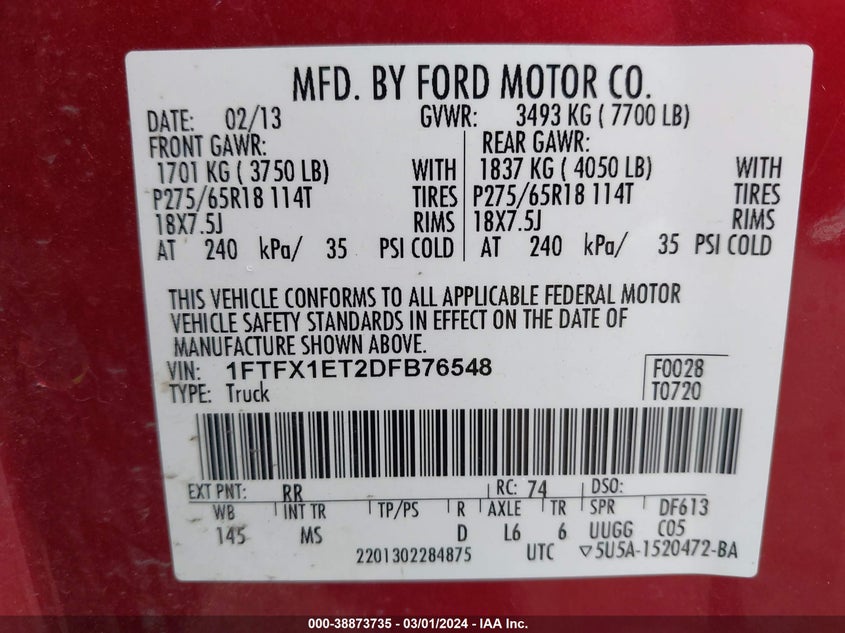 MFD. BY FORD MOTOR CO.
DATE: 02/13 GVWR: 3493 KG ( 7700 LB)
FRONT GAWR: REAR GAWR:
1701 KG ( 3750 LB) WITH 1837 KG ( 4050 LB) WITH
P275/65R18 114T TIRES P275/65R18 114T TIRES
18X7.5J RIMS 18X7.5J RIMS
AT 240 kPa/ 35 PSI COLD AT 240 kPa/ 35 PSI COLD
THIS VEHICLE CONFORMS TO ALL APPLICABLE FEDERAL MOTOR
VEHICLE SAFETY STANDARDS IN EFFECT ON THE DATE OF
MANUFACTURE SHOWN ABOVE.
VIN: 1FTFX1ET2DFB76548 F0028
TYPE: Truck T0720
EXT PNT: RR RC: 74 DSO:
WB INT TR TP/PS R AXLE TR SPR DF613
145 MS D L6 6 UUGG C05
2201302284875 UTC ▽5U5A-1520472-BA
000-38873735 - 03/01/2024 - IAA Inc.